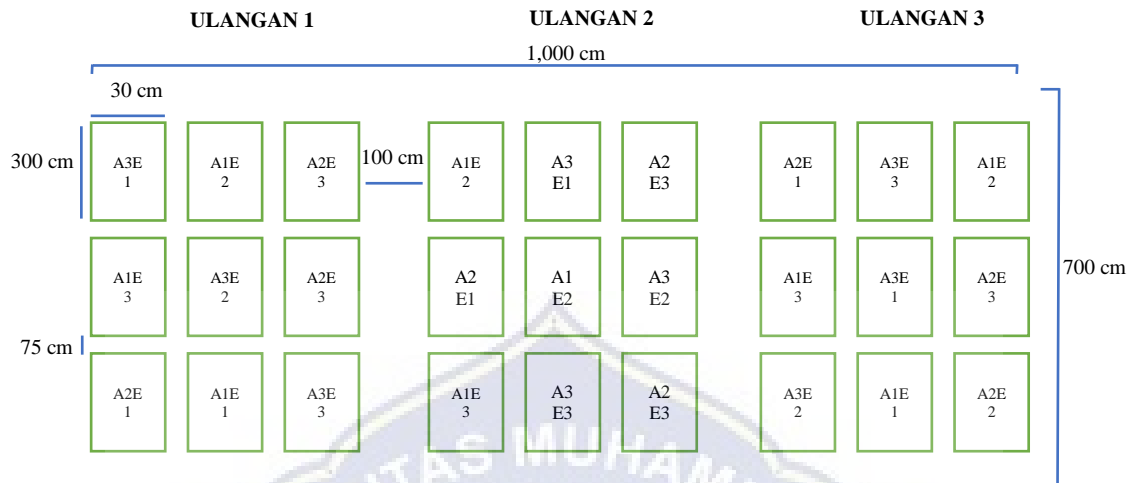 ULANGAN 1 ULANGAN 2 ULANGAN 3
1,000 cm
30 cm
300 cm
100 cm
A3E
1
A1E
2
A2E
3
A1E
2
A3
E1
A2
E3
A2E
1
A3E
3
A1E
2
700 cm
A1E
3
A3E
2
A2E
3
A2
E1
A1
E2
A3
E2
A1E
3
A3E
1
A2E
3
75 cm
A2E
1
A1E
1
A3E
3
A1E
3
A3
E3
A2
E3
A3E
2
A1E
1
A2E
2
ITAS MUHAM